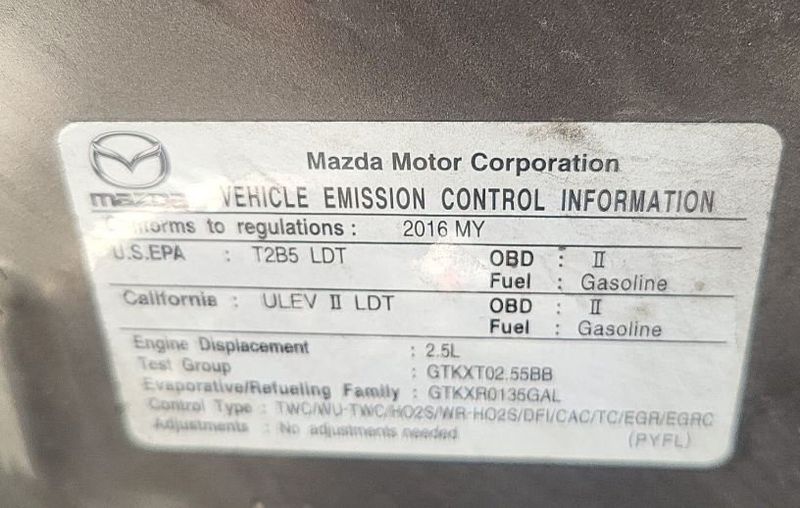 Mazda Motor Corporation
mazda VEHICLE EMISSION CONTROL INFORMATION
Conforms to regulations : 2016 MY
U.S.EPA : T2B5 LDT OBD : II
Fuel : Gasoline
California : ULEV II LDT OBD : II
Fuel : Gasoline
Engine Displacement : 2.5L
Test Group : GTKXT02.55BB
Evaporative/Refueling Family : GTKXR0135GAL
Control Type : TWC/WU-TWC/HO2S/WR-HO2S/DFI/CAC/TC/EGR/EGRC
Adjustments : No adjustments needed (PYFL)